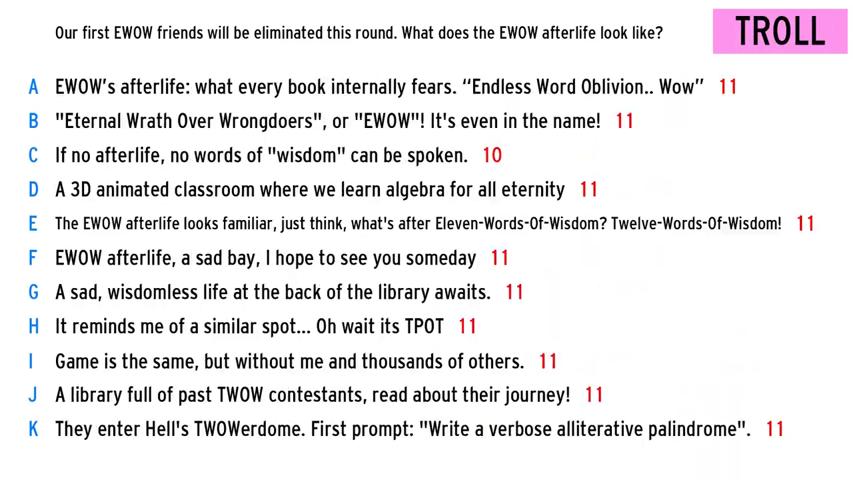 Our first EWOW friends will be eliminated this round. What does the EWOW afterlife look like?
TROLL
A EWOW's afterlife: what every book internally fears. “Endless Word Oblivion.. Wow” 11
B "Eternal Wrath Over Wrongdoers", or "EWOW"! It's even in the name! 11
C If no afterlife, no words of "wisdom" can be spoken. 10
D A 3D animated classroom where we learn algebra for all eternity 11
E The EWOW afterlife looks familiar, just think, what's after Eleven-Words-Of-Wisdom? Twelve-Words-Of-Wisdom! 11
F EWOW afterlife, a sad bay, I hope to see you someday 11
G A sad, wisdomless life at the back of the library awaits. 11
H It reminds me of a similar spot... Oh wait its TPOT 11
I Game is the same, but without me and thousands of others. 11
J A library full of past TWOW contestants, read about their journey! 11
K They enter Hell's TWOWerdome. First prompt: "Write a verbose alliterative palindrome". 11